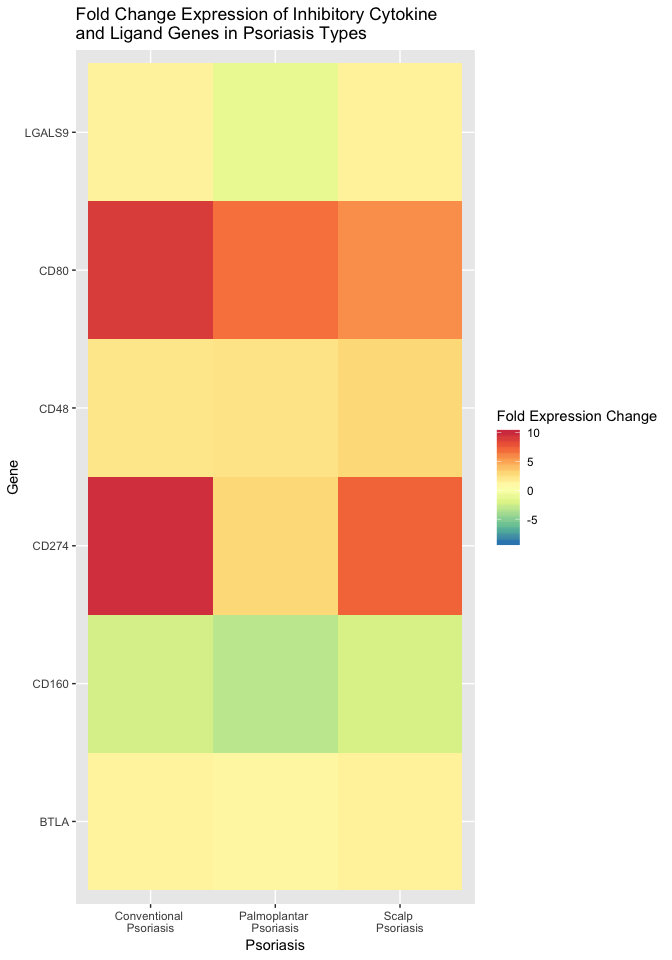 Fold Change Expression of Inhibitory Cytokine
and Ligand Genes in Psoriasis Types
LGALS9
CD80
CD48
CD274
CD160
BTLA
Gene
Conventional
Psoriasis
Palmoplantar
Psoriasis
Scalp
Psoriasis
Psoriasis
Fold Expression Change
10
5
0
-5